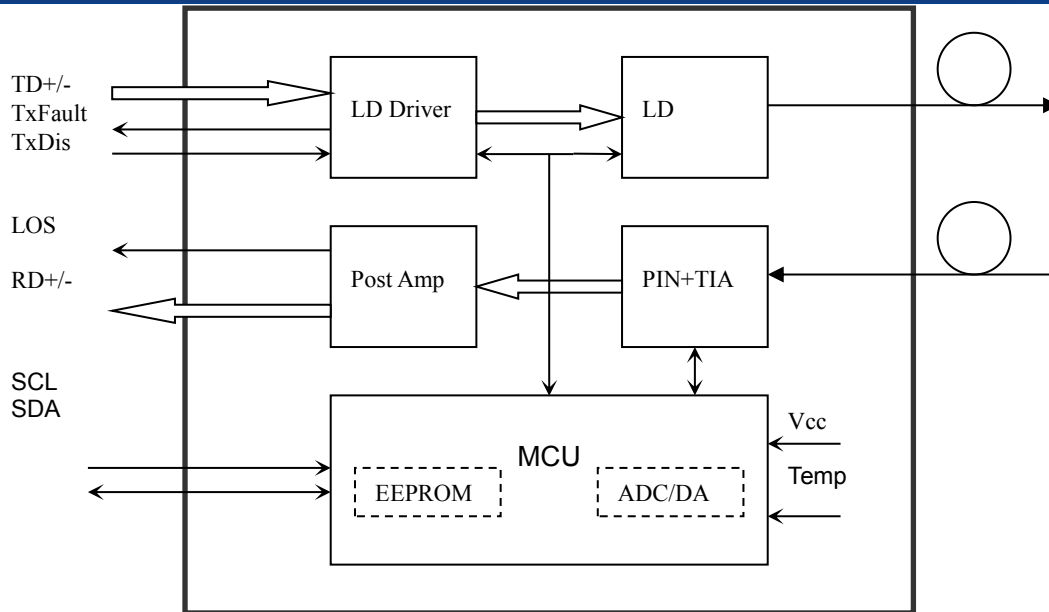 TD+/-
TxFault
TxDis
LD Driver
LD
LOS
RD+/-
Post Amp
PIN+TIA
SCL
SDA
MCU
EEPROM
ADC/DA
Vcc
Temp